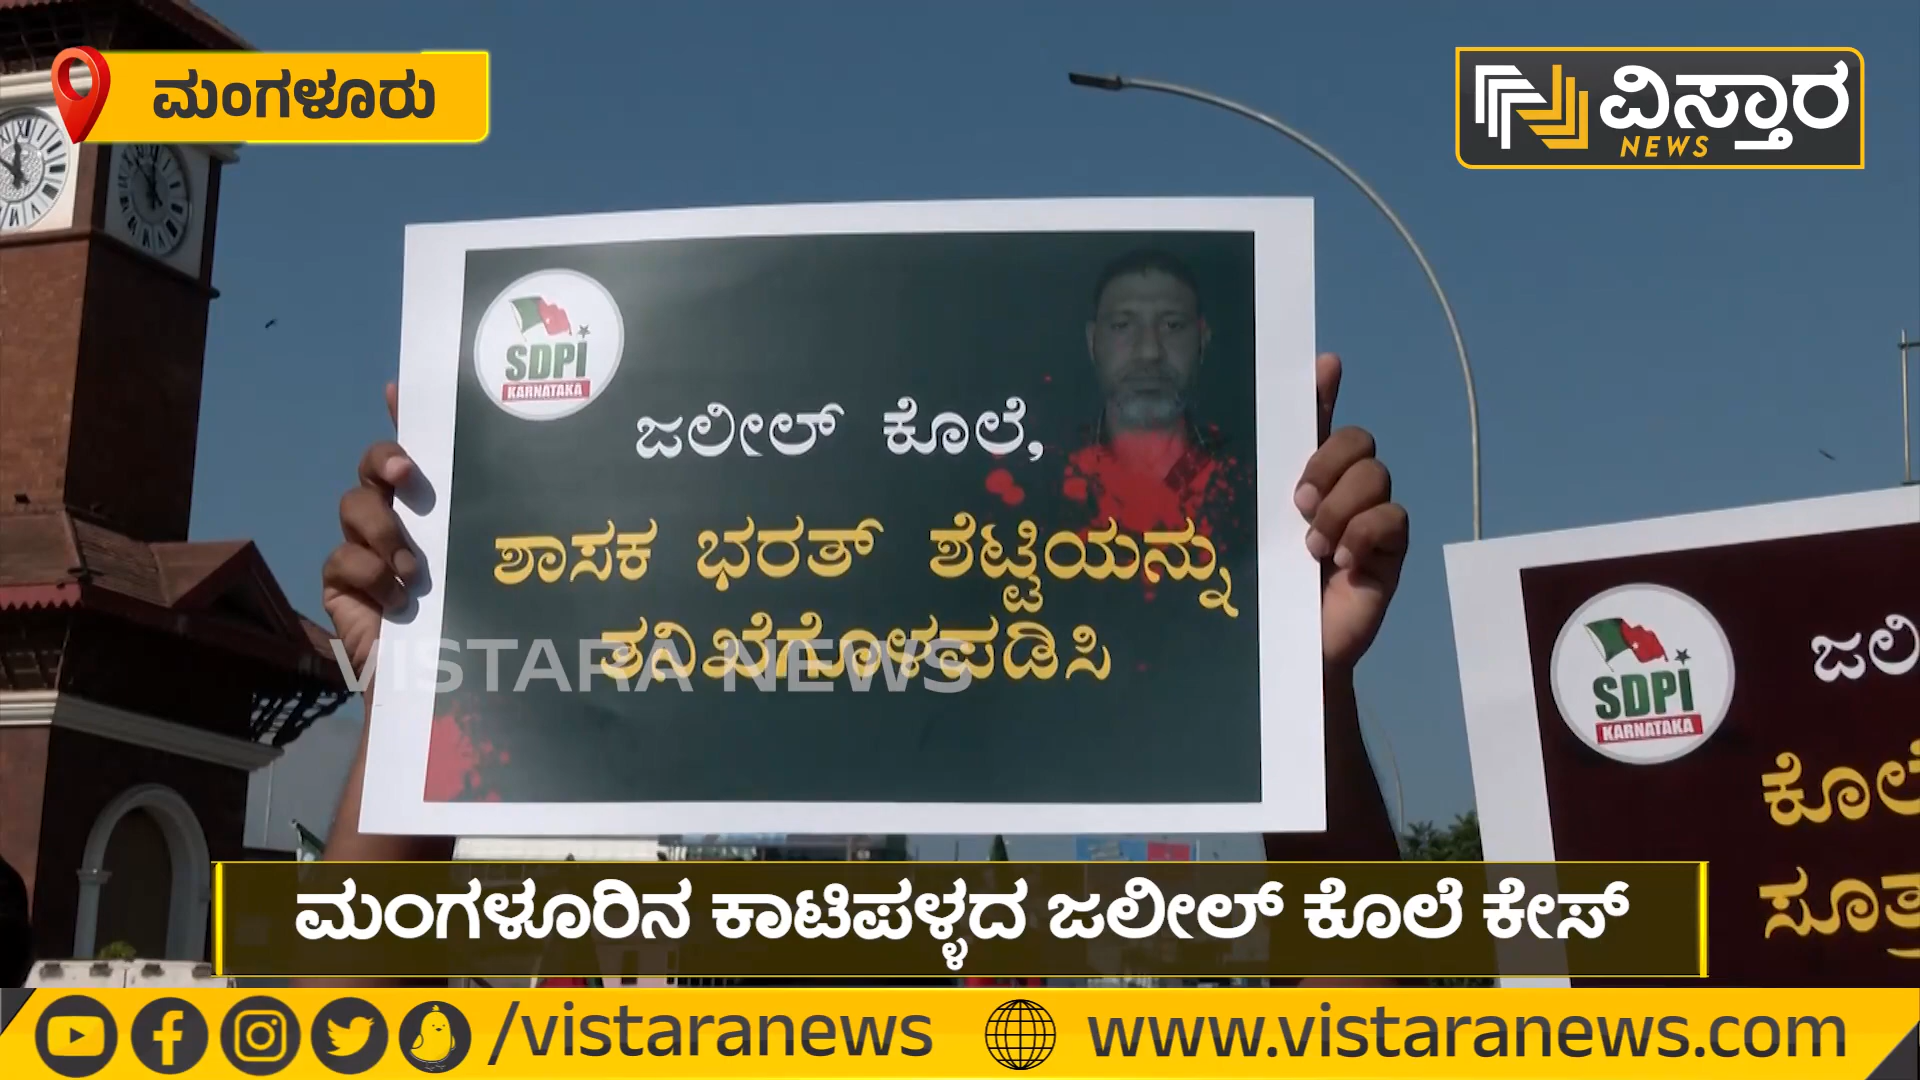 ಮಂಗಳೂರು
ವಿಸ್ತಾರ
NEWS
SDPI
KARNATAKA
ಜಲೀಲ್ ಕೊಲೆ,
ಶಾಸಕ ಭರತ್ ಶೆಟ್ಟಿಯನ್ನು
ತನಿಖೆಗೊಳಪಡಿಸಿ
VISTARA NEWS
SDPI
KARNATAKA
ಜಲಿ
ಕೊಲೆ
ಸೂತ್ರ
ಮಂಗಳೂರಿನ ಕಾಟಿಪಳ್ಳದ ಜಲೀಲ್ ಕೊಲೆ ಕೇಸ್
/vistaranews www.vistaranews.com